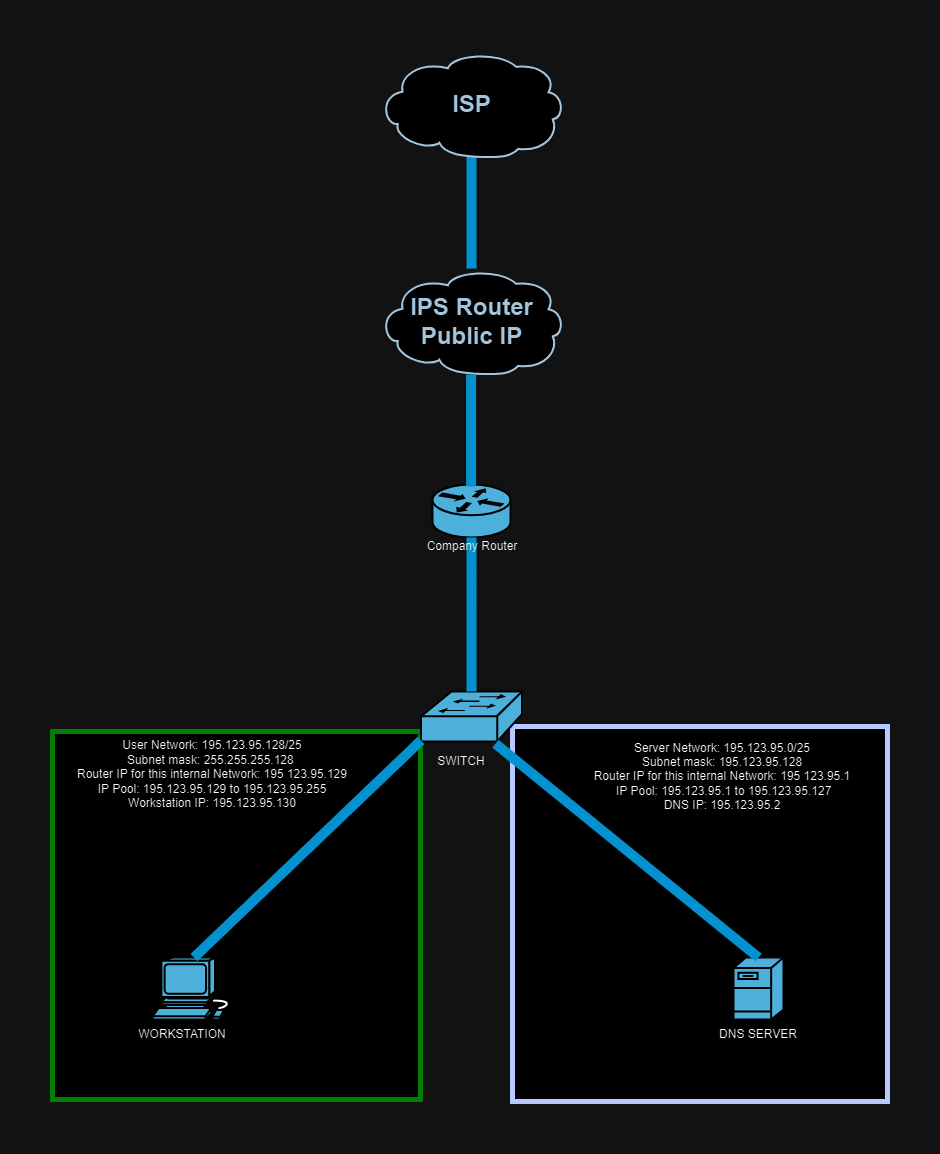 ISP
IPS Router
Public IP
Company Router
SWITCH
User Network: 195.123.95.128/25
Subnet mask: 255.255.255.128
Router IP for this internal Network: 195 123.95.129
IP Pool: 195.123.95.129 to 195.123.95.255
Workstation IP: 195.123.95.130
Server Network: 195.123.95.0/25
Subnet mask: 195.123.95.128
Router IP for this internal Network: 195 123.95.1
IP Pool: 195.123.95.1 to 195.123.95.127
DNS IP: 195.123.95.2
WORKSTATION
DNS SERVER